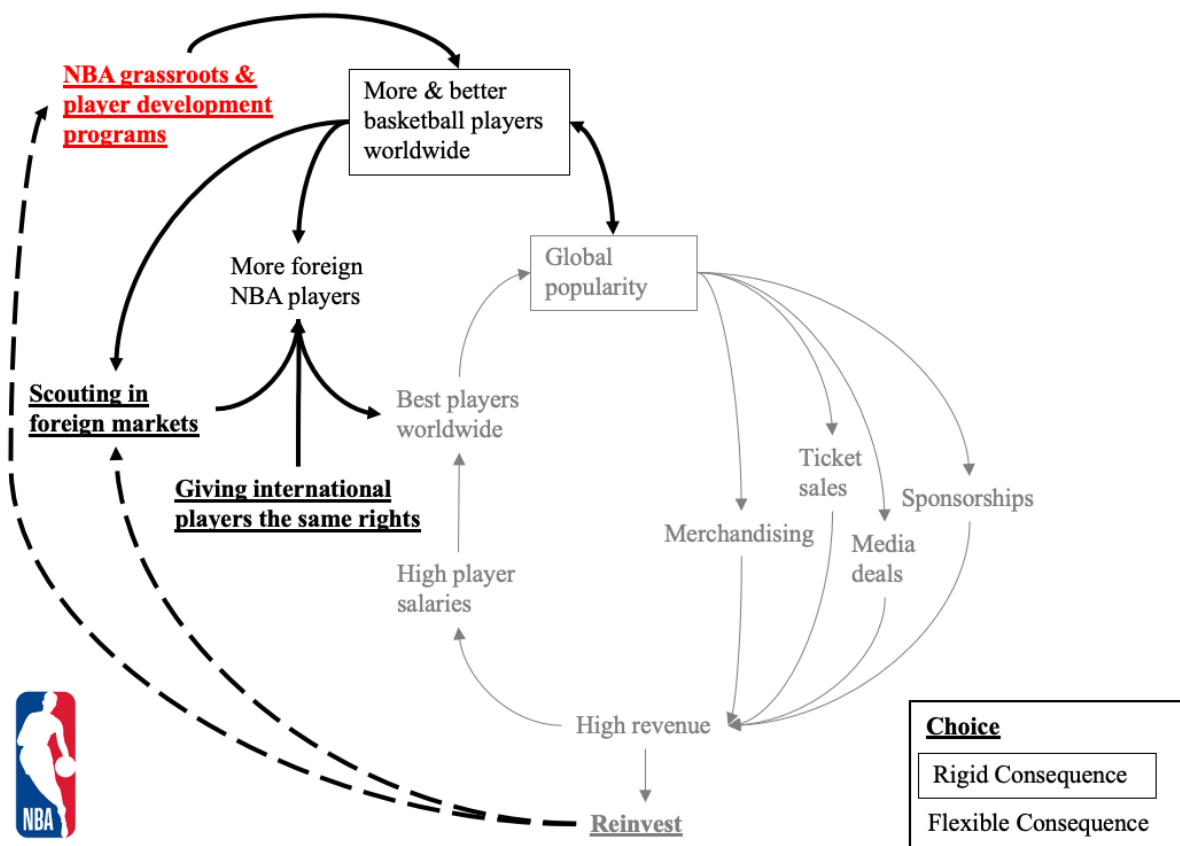 NBA grassroots &
player development
programs
More & better
basketball players
worldwide
Global
popularity
More foreign
NBA players
Scouting in
foreign markets
Best players
worldwide
Giving international
players the same rights
Ticket
sales
Sponsorships
Merchandising
Media
deals
High player
salaries
High revenue
Reinvest
NBA
Choice
Rigid Consequence
Flexible Consequence